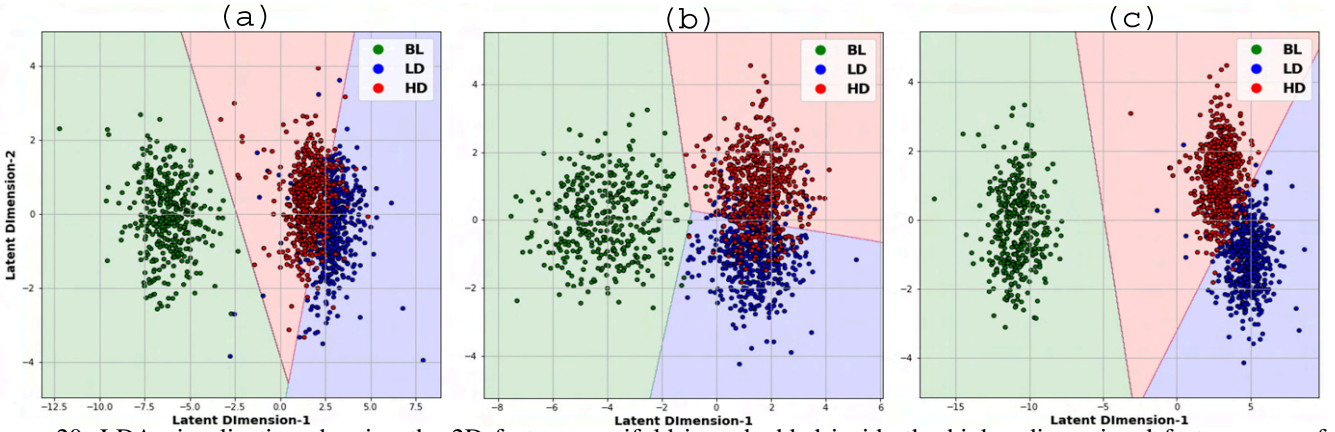 (a)
(b)
(c)
BL
LD
HD
4
2
0
−2
−4
−12.5 −10.0 −7.5 −5.0 −2.5 0.0 2.5 5.0 7.5
Latent DImension-2
Latent DImension-1
BL
LD
HD
4
2
0
−2
−4
−8 −6 −4 −2 0 2 4 6
Latent DImension-1
BL
LD
HD
4
2
0
−2
−4
−15 −10 −5 0 5
Latent DImension-1